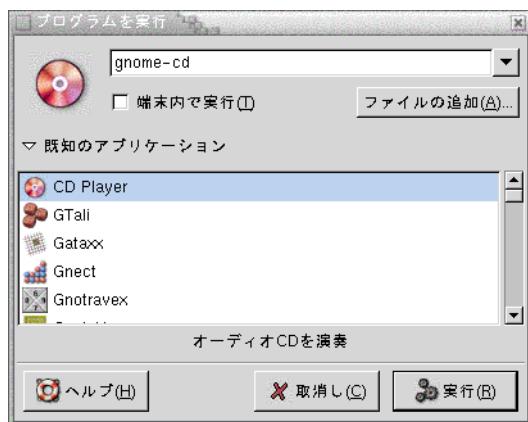 プログラムを実行
gnome-cd
端末内で実行(T)
ファイルの追加(A)...
既知のアプリケーション
CD Player
GTali
Gataxx
Gnect
Gnotravex
オーディオCDを演奏
ヘルプ(H)
取消し(C)
実行(R)